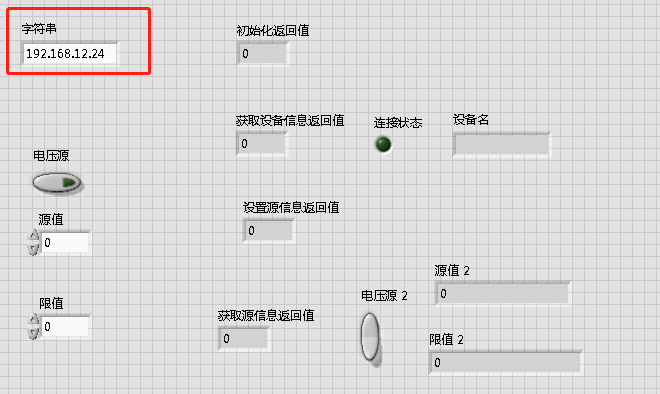 字符串
192.168.12.24
初始化返回值
0
获取设备信息返回值
0
连接状态
设备名
电压源
源值
0
设置源信息返回值
0
限值
0
获取源信息返回值
0
电压源 2
源值 2
0
限值 2
0